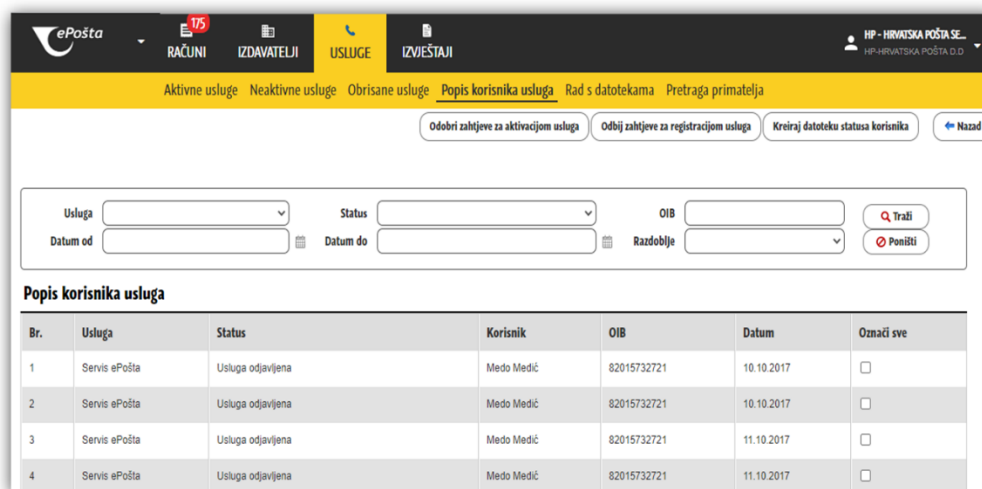 ePošta
175
RAČUNI IZDAVATELJI USLUGE IZVJEŠTAJI
HP - HRVATSKA POŠTA SE...
HP-HRVATSKA POŠTA D.D
Aktivne usluge Neaktivne usluge Obrisane usluge Popis korisnika usluga Rad s datotekama Pretraga primatelja
Odobri zahtjeve za aktivacijom usluga Odbij zahtjeve za registracijom usluga Kreiraj datoteku statusa korisnika Nazad
Usluga Status OIB Traži
Datum od Datum do Razdoblje Poništi
Popis korisnika usluga
Br. Usluga Status Korisnik OIB Datum Označi sve
1 Servis ePošta Usluga odjavljena Medo Medić 82015732721 10.10.2017
2 Servis ePošta Usluga odjavljena Medo Medić 82015732721 10.10.2017
3 Servis ePošta Usluga odjavljena Medo Medić 82015732721 11.10.2017
4 Servis ePošta Usluga odjavljena Medo Medić 82015732721 11.10.2017